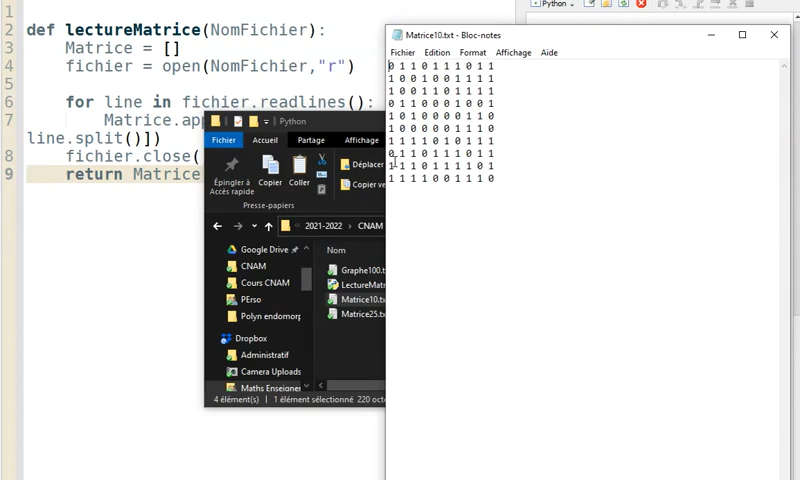 1
2 def lectureMatrice(NomFichier):
3 Matrice = []
4 fichier = open(NomFichier,"r")
5
6 for line in fichier.readlines():
7 Matrice.app
line.split()])
8 fichier.close(
9 return Matrice
Python
Fichier Accueil Partage Affichage
Épingler à Accès rapide
Copier
Coller
Déplacer
Copier ve
Presse-papiers
2021-2022 > CNAM
Google Drive
CNAM
Cours CNAM
PErso
Polyn endomorp
Dropbox
Administratif
Camera Uploads
Maths Enseigner
Nom
Graphe100.t
LectureMatr
Matrice10.tx
Matrice25.tx
4 élément(s) 1 élément sélectionné 220 octe
Matrice10.txt - Bloc-notes
Fichier Edition Format Affichage Aide
0 1 1 0 1 1 1 0 1 1
1 0 0 1 0 0 1 1 1 1
1 0 0 1 1 0 1 1 1 1
0 1 1 0 0 0 1 0 0 1
1 0 1 0 0 0 0 1 1 0
1 0 0 0 0 0 1 1 1 0
1 1 1 1 0 1 0 1 1 1
0 1 1 0 1 1 1 0 1 1
1 1 1 0 1 1 1 1 0 1
1 1 1 1 0 0 1 1 1 0
Python